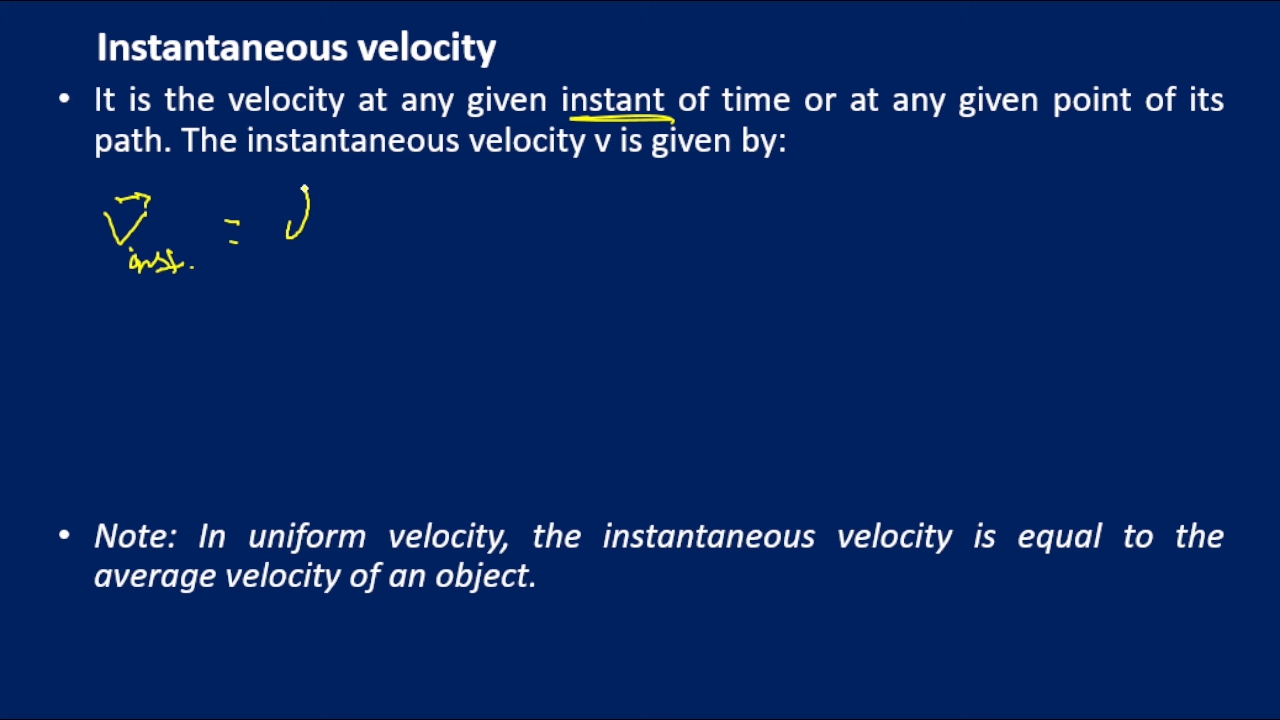 Instantaneous velocity
• It is the velocity at any given instant of time or at any given point of its
path. The instantaneous velocity v is given by:
v⃗ inst. =
• Note: In uniform velocity, the instantaneous velocity is equal to the
average velocity of an object.